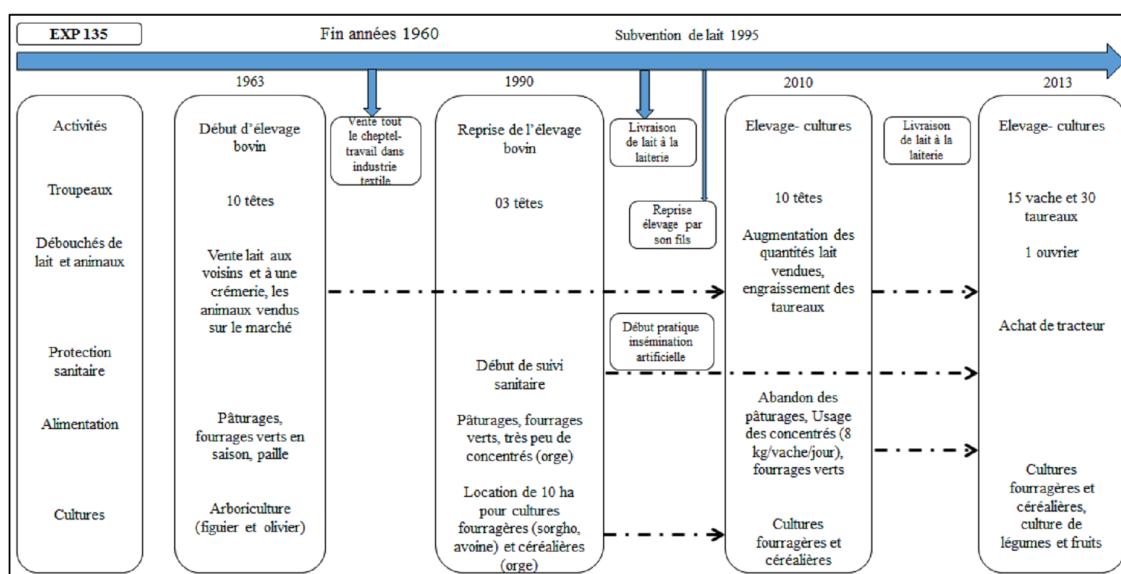 EXP 135
Fin années 1960
Subvention de lait 1995
1963
1990
2010
2013
Activités
Troupeaux
Débouchés de
lait et animaux
Protection
sanitaire
Alimentation
Cultures
Début d'élevage
bovin
10 têtes
Vente lait aux
voisins et à une
crémerie, les
animaux vendus
sur le marché
Pâturages,
fourrages verts en
saison, paille
Arboriculture
(figuier et olivier)
Vente tout
le cheptel-
travail dans
industrie
textile
Reprise de l'élevage
bovin
03 têtes
Début de suivi
sanitaire
Pâturages, fourrages
verts, très peu de
concentrés (orge)
Location de 10 ha
pour cultures
fourragères (sorgho,
avoine) et céréalières
(orge)
Livraison
de lait à la
laiterie
Reprise
élevage par
son fils
Début pratique
insémination
artificielle
Elevage- cultures
10 têtes
Augmentation des
quantités lait
vendues,
engraissement des
taureaux
Abandon des
pâturages, Usage
des concentrés (8
kg/vache/jour),
fourrages verts
Cultures
fourragères et
céréalières
Livraison
de lait à la
laiterie
Elevage- cultures
15 vache et 30
taureaux
1 ouvrier
Achat de tracteur
Cultures
fourragères et
céréalières,
culture de
légumes et fruits